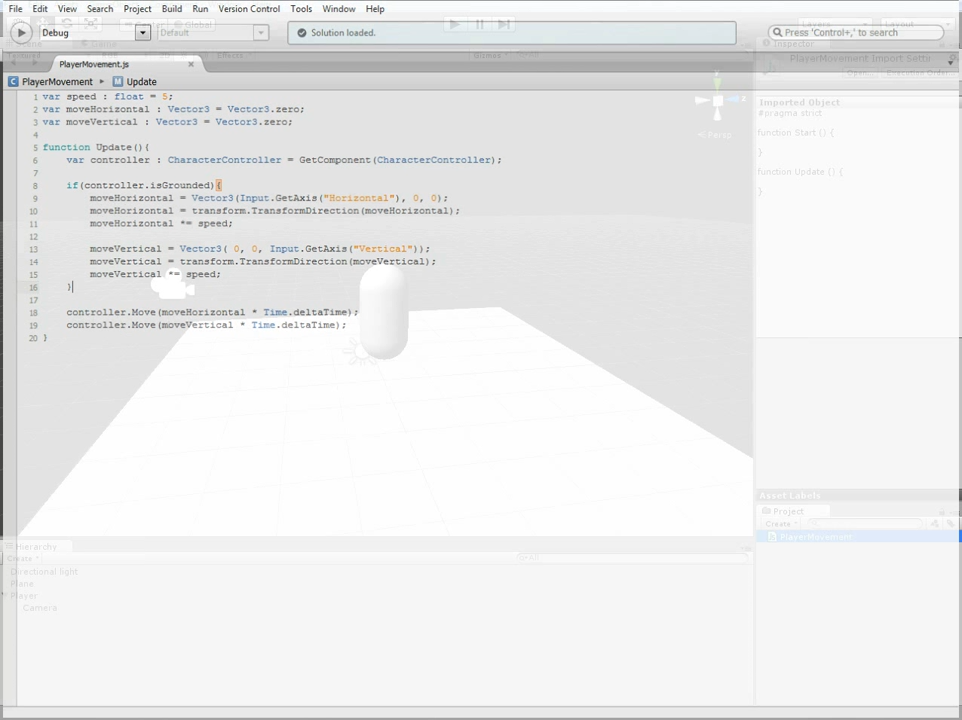 File Edit View Search Project Build Run Version Control Tools Window Help
Debug Default Solution loaded. Press 'Control+,' to search
Inspector
PlayerMovement.js
PlayerMovement Import Setti
PlayerMovement Update
Open... Execution Order...
1 var speed : float = 5;
2 var moveHorizontal : Vector3 = Vector3.zero;
3 var moveVertical : Vector3 = Vector3.zero;
4
5 function Update(){
6 var controller : CharacterController = GetComponent(CharacterController);
7
8 if(controller.isGrounded){
9 moveHorizontal = Vector3(Input.GetAxis("Horizontal"), 0, 0);
10 moveHorizontal = transform.TransformDirection(moveHorizontal);
11 moveHorizontal *= speed;
12
13 moveVertical = Vector3( 0, 0, Input.GetAxis("Vertical"));
14 moveVertical = transform.TransformDirection(moveVertical);
15 moveVertical *= speed;
16 }
17
18 controller.Move(moveHorizontal * Time.deltaTime);
19 controller.Move(moveVertical * Time.deltaTime);
20 }
Persp
Imported Object
#pragma strict
function Start () {
}
function Update () {
}
Asset Labels
Project
Create
PlayerMovement
Hierarchy
Create
Directional light
Plane
Player
Camera